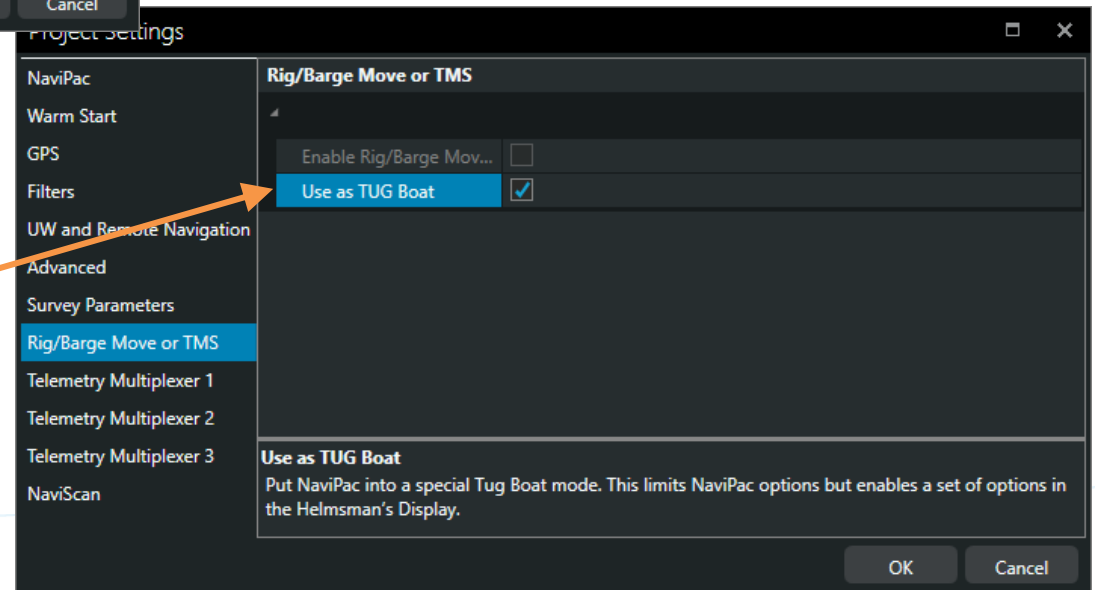 Cancel
Project Settings
NaviPac
Warm Start
GPS
Filters
UW and Remote Navigation
Advanced
Survey Parameters
Rig/Barge Move or TMS
Telemetry Multiplexer 1
Telemetry Multiplexer 2
Telemetry Multiplexer 3
NaviScan
Rig/Barge Move or TMS
Enable Rig/Barge Mov...
Use as TUG Boat
Use as TUG Boat
Put NaviPac into a special Tug Boat mode. This limits NaviPac options but enables a set of options in
the Helmsman's Display.
OK
Cancel